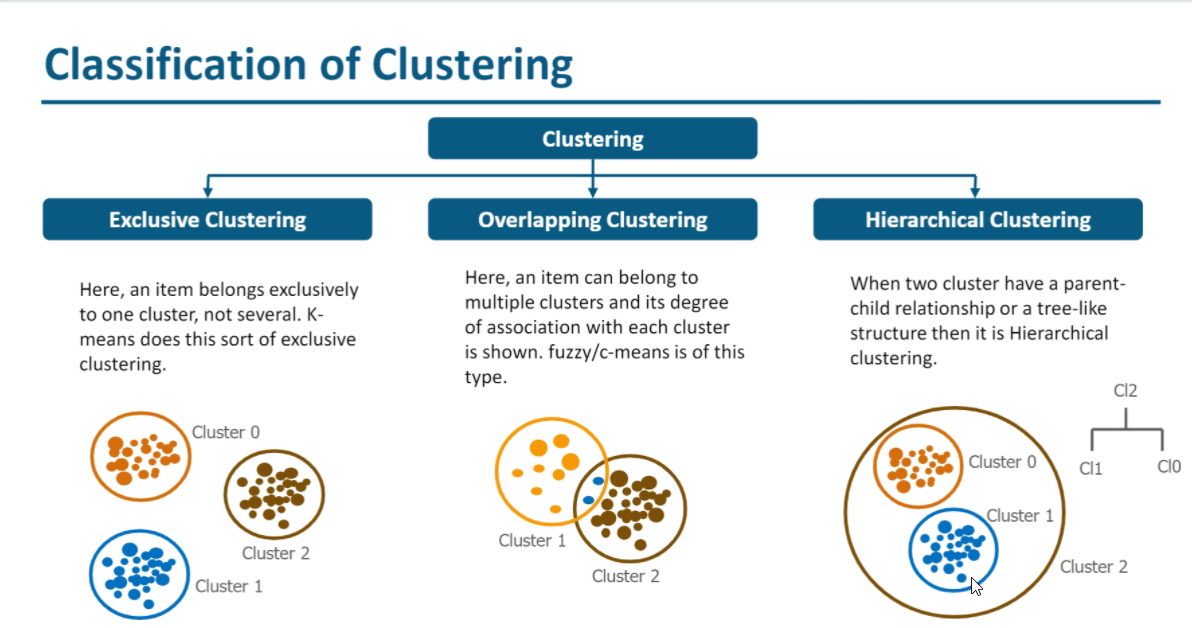 Classification of Clustering
Clustering
Exclusive Clustering
Overlapping Clustering
Hierarchical Clustering
Here, an item belongs exclusively
to one cluster, not several. K-
means does this sort of exclusive
clustering.
Here, an item can belong to
multiple clusters and its degree
of association with each cluster
is shown. fuzzy/c-means is of this
type.
When two cluster have a parent-
child relationship or a tree-like
structure then it is Hierarchical
clustering.
Cluster 0
Cluster 2
Cluster 1
Cluster 1
Cluster 2
Cluster 0
Cluster 1
Cluster 2
Cl2
Cl1
Cl0